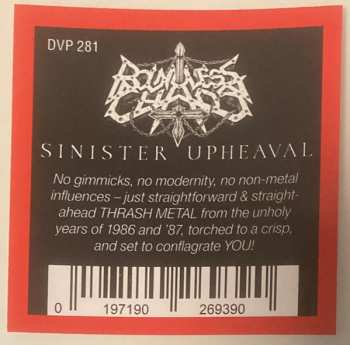 DVP 281
BOUNDLESS
CHAOS
SINISTER UPHEAVAL
No gimmicks, no modernity, no non-metal
influences – just straightforward & straight-
ahead THRASH METAL from the unholy
years of 1986 and '87, torched to a crisp,
and set to conflagrate YOU!
0 197190 269390